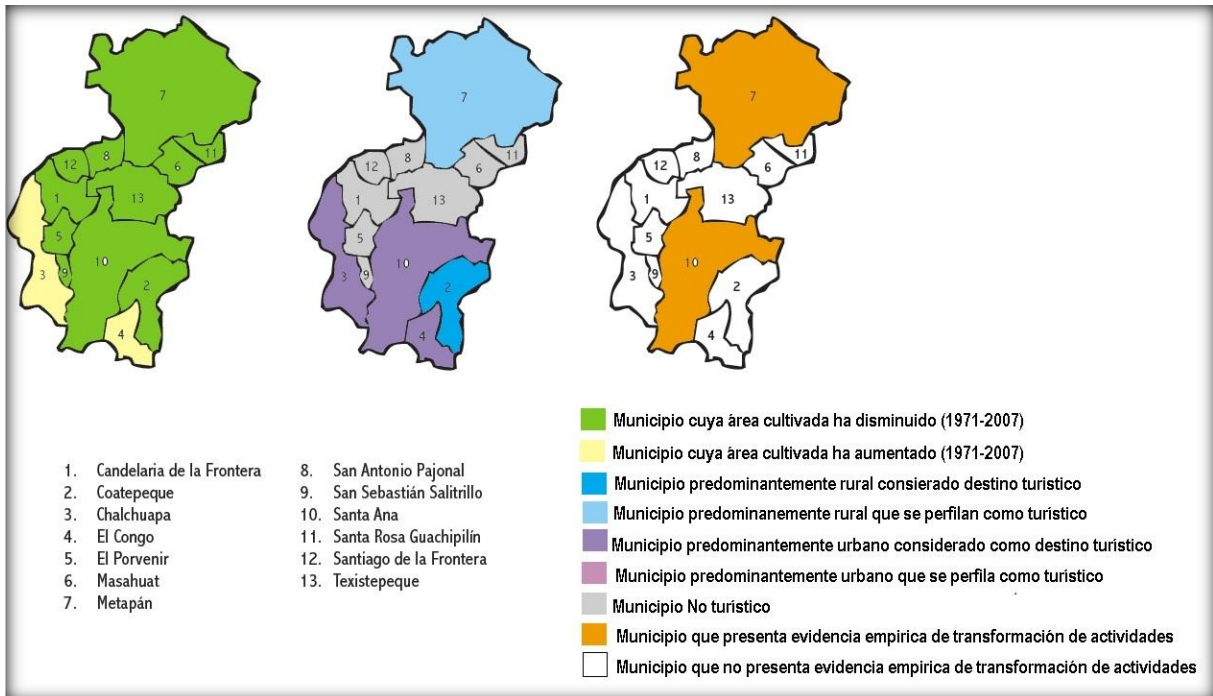 7
8
11
12
6
1
13
5
10
9
3
2
4
7
8
11
12
6
1
13
5
10
3
9
2
4
7
8
11
12
6
1
13
5
10
3
9
2
4
1. Candelaria de la Frontera
2. Coatepeque
3. Chalchuapa
4. El Congo
5. El Porvenir
6. Masahuat
7. Metapán
8. San Antonio Pajonal
9. San Sebastián Salitrillo
10. Santa Ana
11. Santa Rosa Guachipilín
12. Santiago de la Frontera
13. Texistepeque
Municipio cuya área cultivada ha disminuido (1971-2007)
Municipio cuya área cultivada ha aumentado (1971-2007)
Municipio predominantemente rural consierado destino turistico
Municipio predominanemente rural que se perfilan como turístico
Municipio predominantemente urbano considerado como destino turístico
Municipio predominantemente urbano que se perfila como turístico
Municipio No turístico
Municipio que presenta evidencia empirica de transformación de actividades
Municipio que no presenta evidencia empirica de transformación de actividades